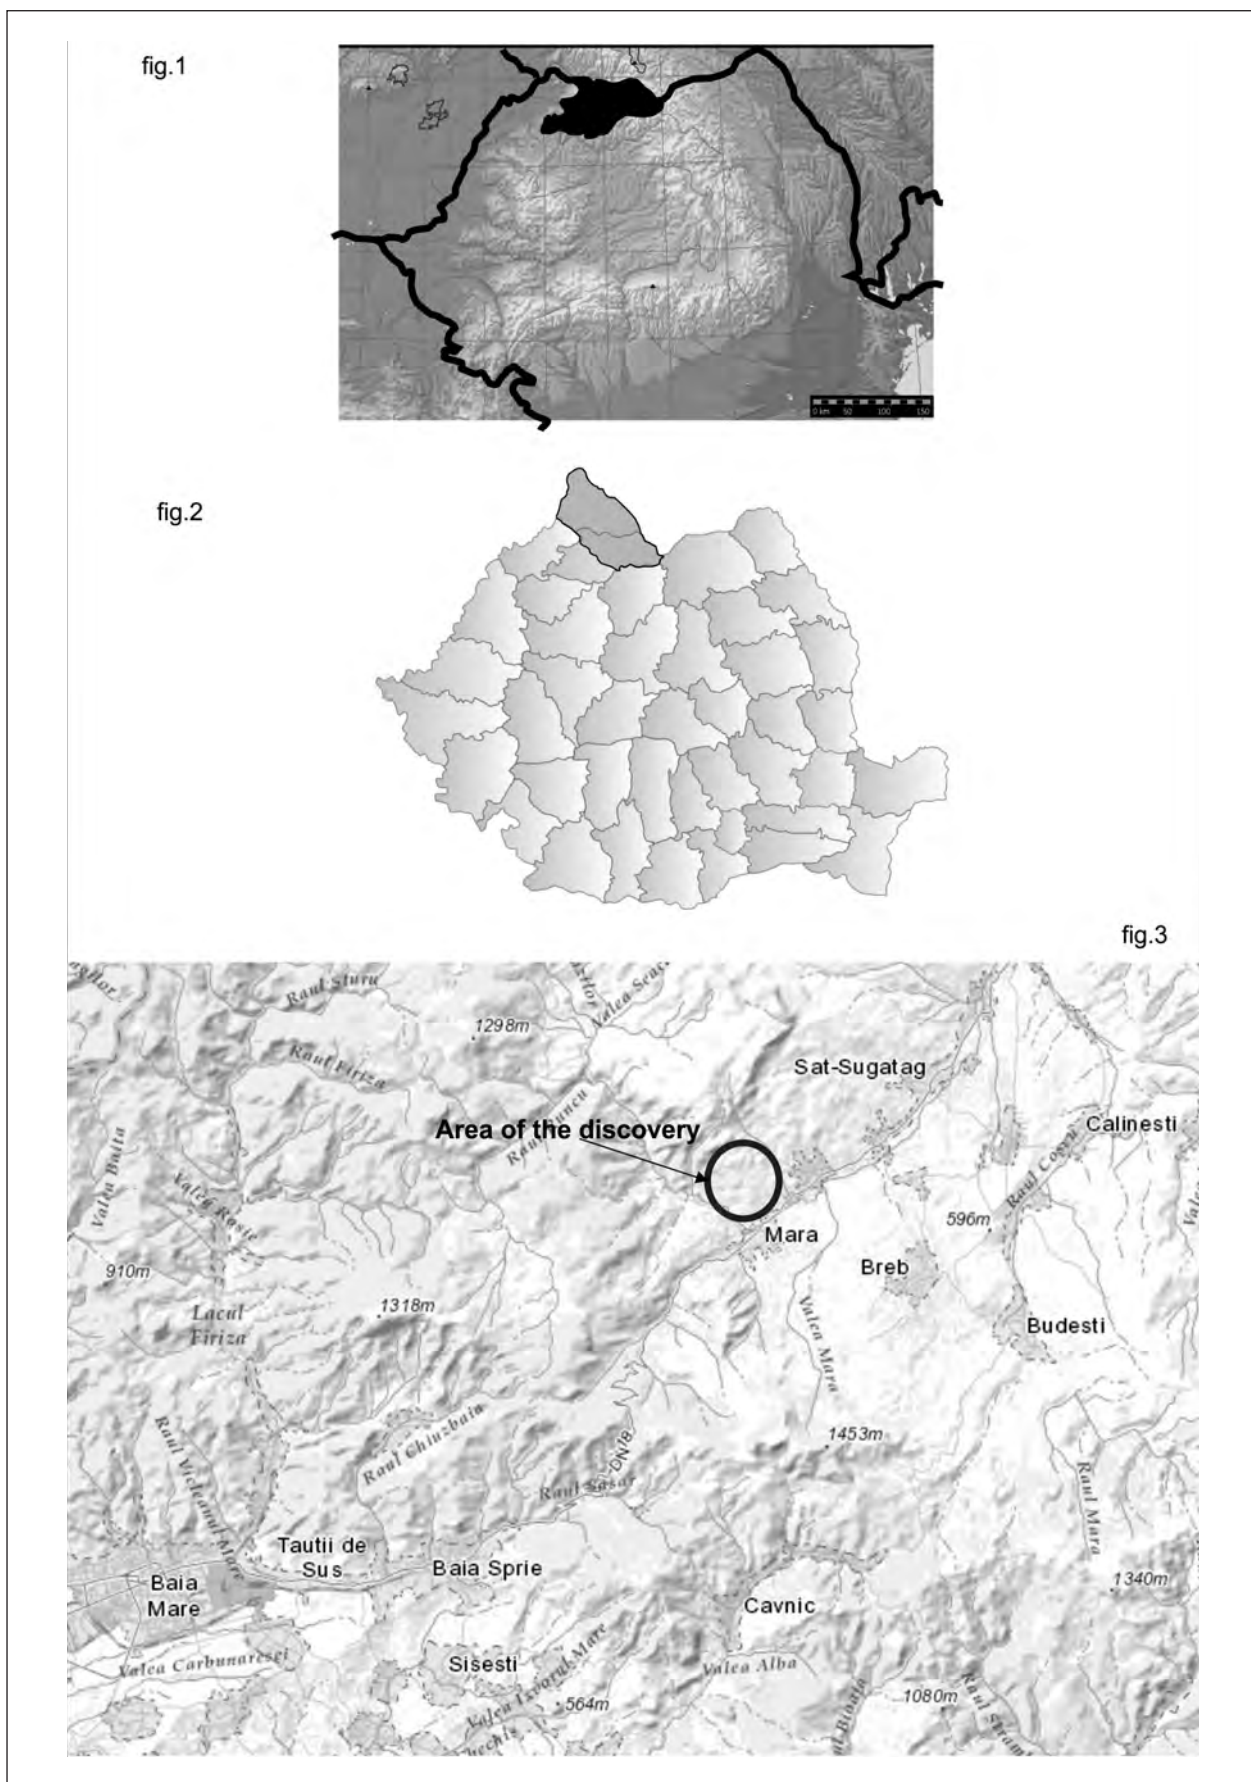 fig.1
0 km 50 100 150
fig.2
fig.3
Raul Sturu
Valea Seac
1298m
Raul Firiza
Sat-Sugatag
Area of the discovery
Calinesti
Valea Baita
Valea Rosie
Raul Cosau
596m
Mara
Breb
910m
Lacul
Firiza
1318m
Valea Mara
Budesti
Raul Chiuzbaia
1453m
DN18
Raul Vicleanul Mare
Raul Sasar
Raul Mara
Tautii de
Sus
Baia Sprie
Baia
Mare
1340m
Cavnic
Valea Carbunaresei
Sisesti
Valea Izvorul Mare
Valea Alba
564m
1080m